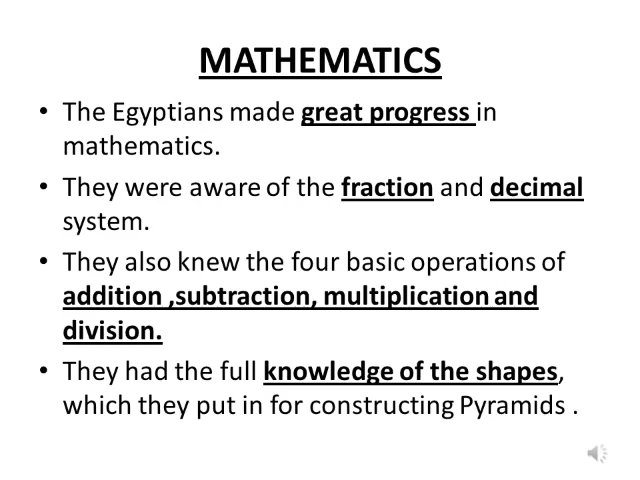 MATHEMATICS
• The Egyptians made great progress in
mathematics.
• They were aware of the fraction and decimal
system.
• They also knew the four basic operations of
addition ,subtraction, multiplication and
division.
• They had the full knowledge of the shapes,
which they put in for constructing Pyramids .